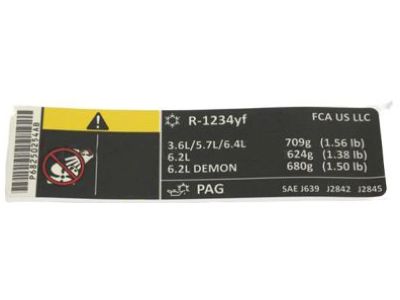 P68250254AB
R-1234yf FCA US LLC
3.6L/5.7L/6.4L 709g (1.56 lb)
6.2L 624g (1.38 lb)
6.2L DEMON 680g (1.50 lb)
PAG SAE J639 J2842 J2845